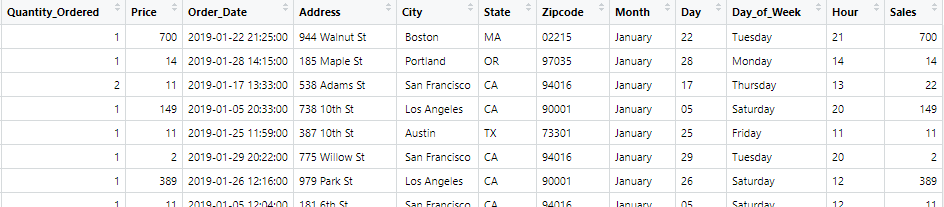 Quantity_Ordered Price Order_Date Address City State Zipcode Month Day Day_of_Week Hour Sales
1 700 2019-01-22 21:25:00 944 Walnut St Boston MA 02215 January 22 Tuesday 21 700
1 14 2019-01-28 14:15:00 185 Maple St Portland OR 97035 January 28 Monday 14 14
2 11 2019-01-17 13:33:00 538 Adams St San Francisco CA 94016 January 17 Thursday 13 22
1 149 2019-01-05 20:33:00 738 10th St Los Angeles CA 90001 January 05 Saturday 20 149
1 11 2019-01-25 11:59:00 387 10th St Austin TX 73301 January 25 Friday 11 11
1 2 2019-01-29 20:22:00 775 Willow St San Francisco CA 94016 January 29 Tuesday 20 2
1 389 2019-01-26 12:16:00 979 Park St Los Angeles CA 90001 January 26 Saturday 12 389
1 11 2019-01-05 12:04:00 181 6th St San Francisco CA 94016 January 05 Saturday 12 11